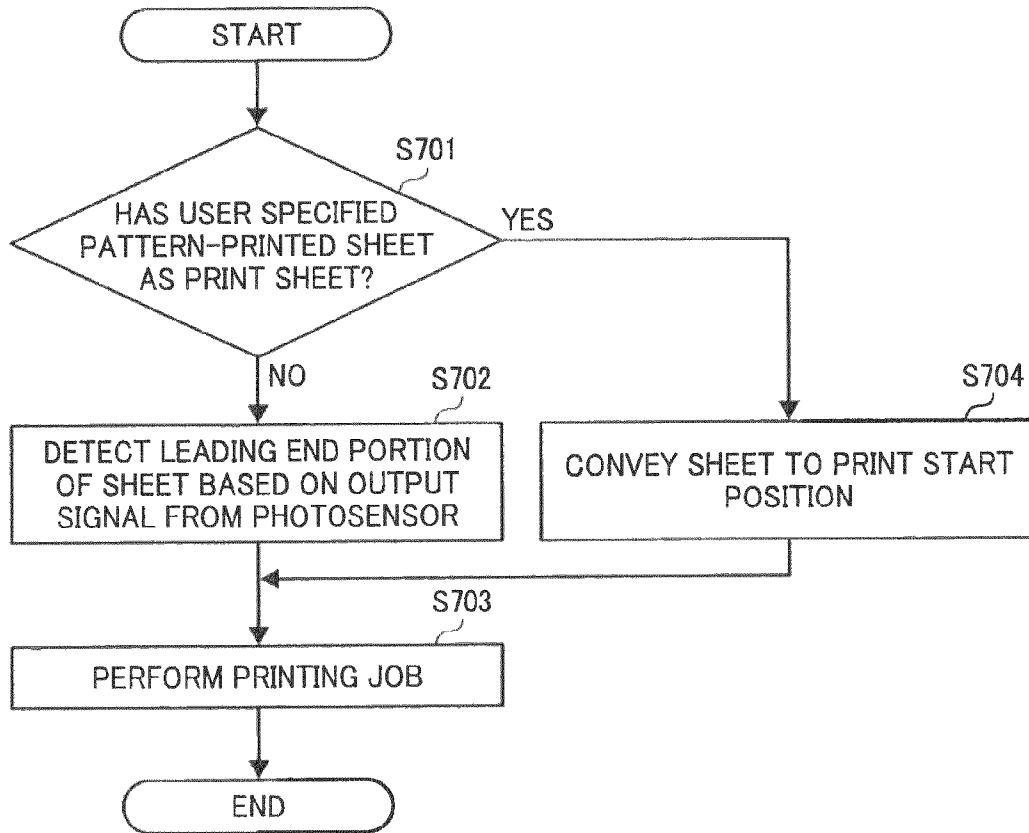 START
S701
HAS USER SPECIFIED
PATTERN-PRINTED SHEET
AS PRINT SHEET?
YES
NO
S702
DETECT LEADING END PORTION
OF SHEET BASED ON OUTPUT
SIGNAL FROM PHOTOSENSOR
S704
CONVEY SHEET TO PRINT START
POSITION
S703
PERFORM PRINTING JOB
END